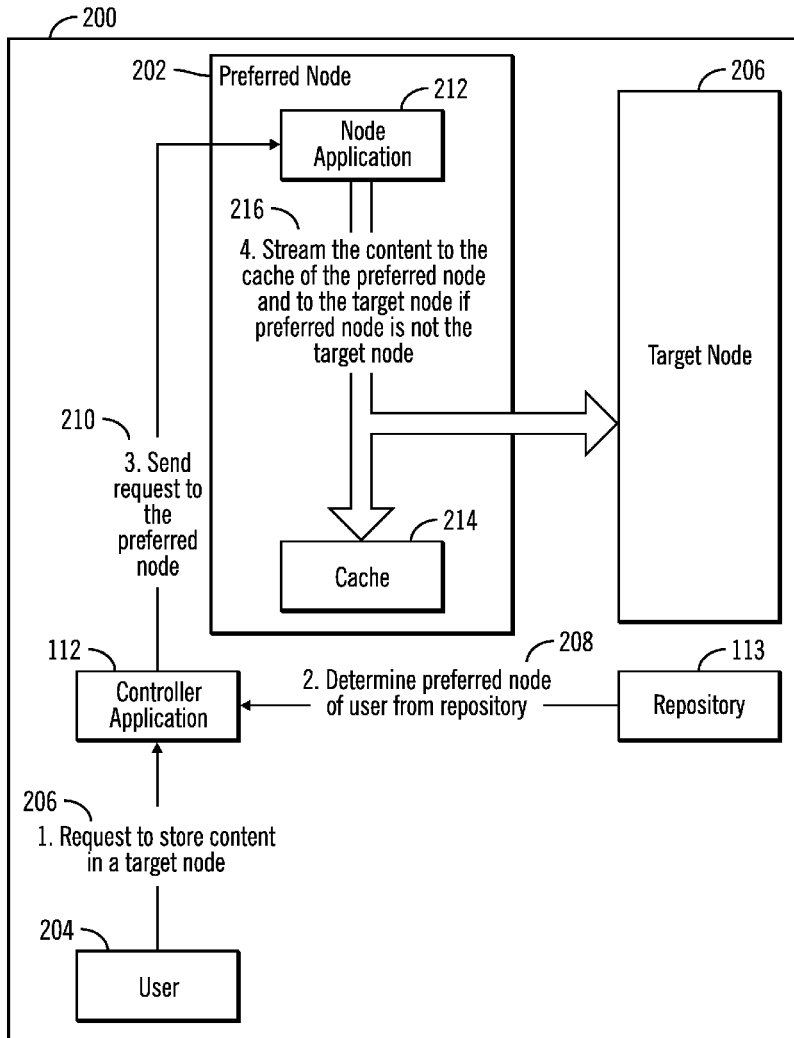 200
202
Preferred Node
212
206
Node
Application
216
4. Stream the content to the
cache of the preferred node
and to the target node if
preferred node is not the
target node
Target Node
210
3. Send
request to
the
preferred
node
214
Cache
208
112
113
Controller
Application
2. Determine preferred node
of user from repository
Repository
206
1. Request to store content
in a target node
204
User